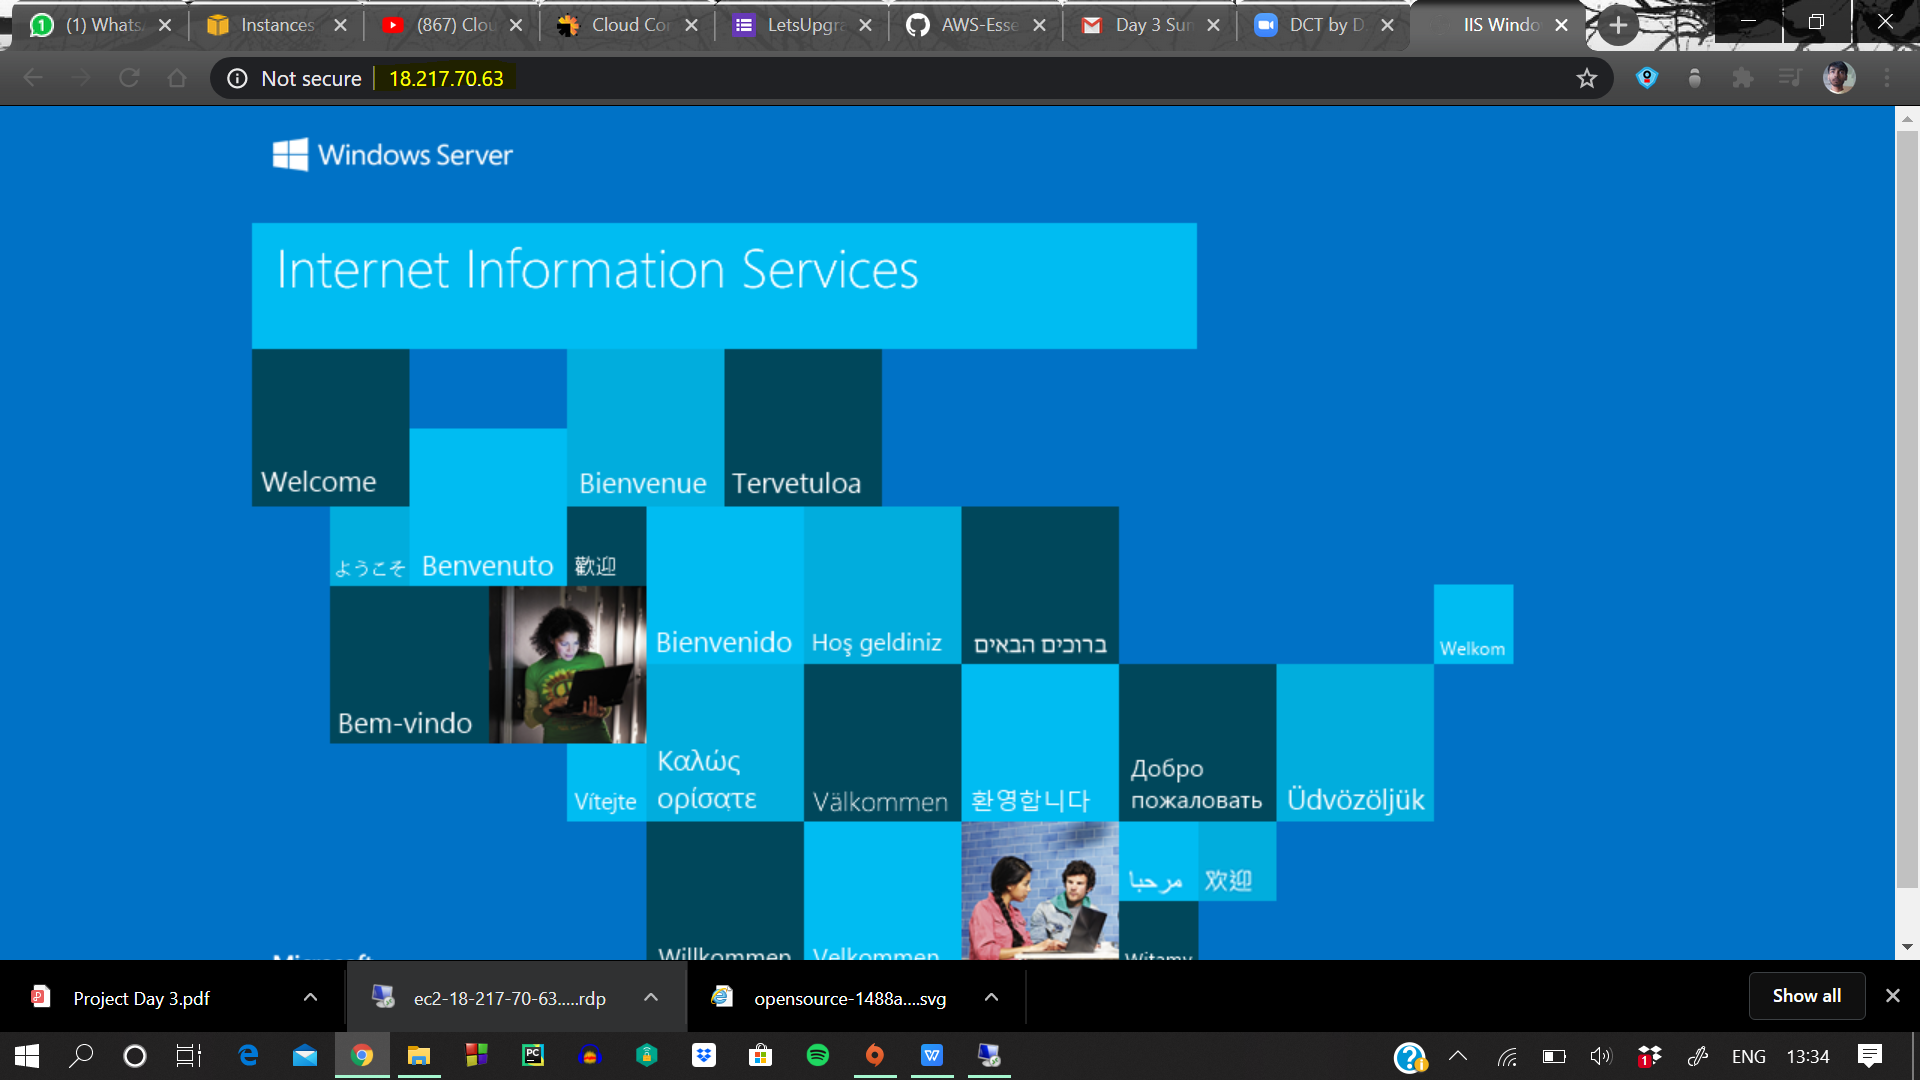 (1) Whats
Instances
(867) Clou
Cloud Co
LetsUpgra
AWS-Esse
Day 3 Sum
DCT by D
IIS Windo
Not secure
18.217.70.63
Windows Server
Internet Information Services
Welcome
Bienvenue
Tervetuloa
ようこそ
Benvenuto
歡迎
Bienvenido
Hoş geldiniz
ברוכים הבאים
Welkom
Bem-vindo
Vítejte
Καλώς
ορίσατε
Välkommen
환영합니다
Добро
пожаловать
Üdvözöljük
مرحبا
欢迎
Willkommen
Velkommen
Witamy
Microsoft
Project Day 3.pdf
ec2-18-217-70-63.....rdp
opensource-1488a....svg
Show all
ENG
13:34